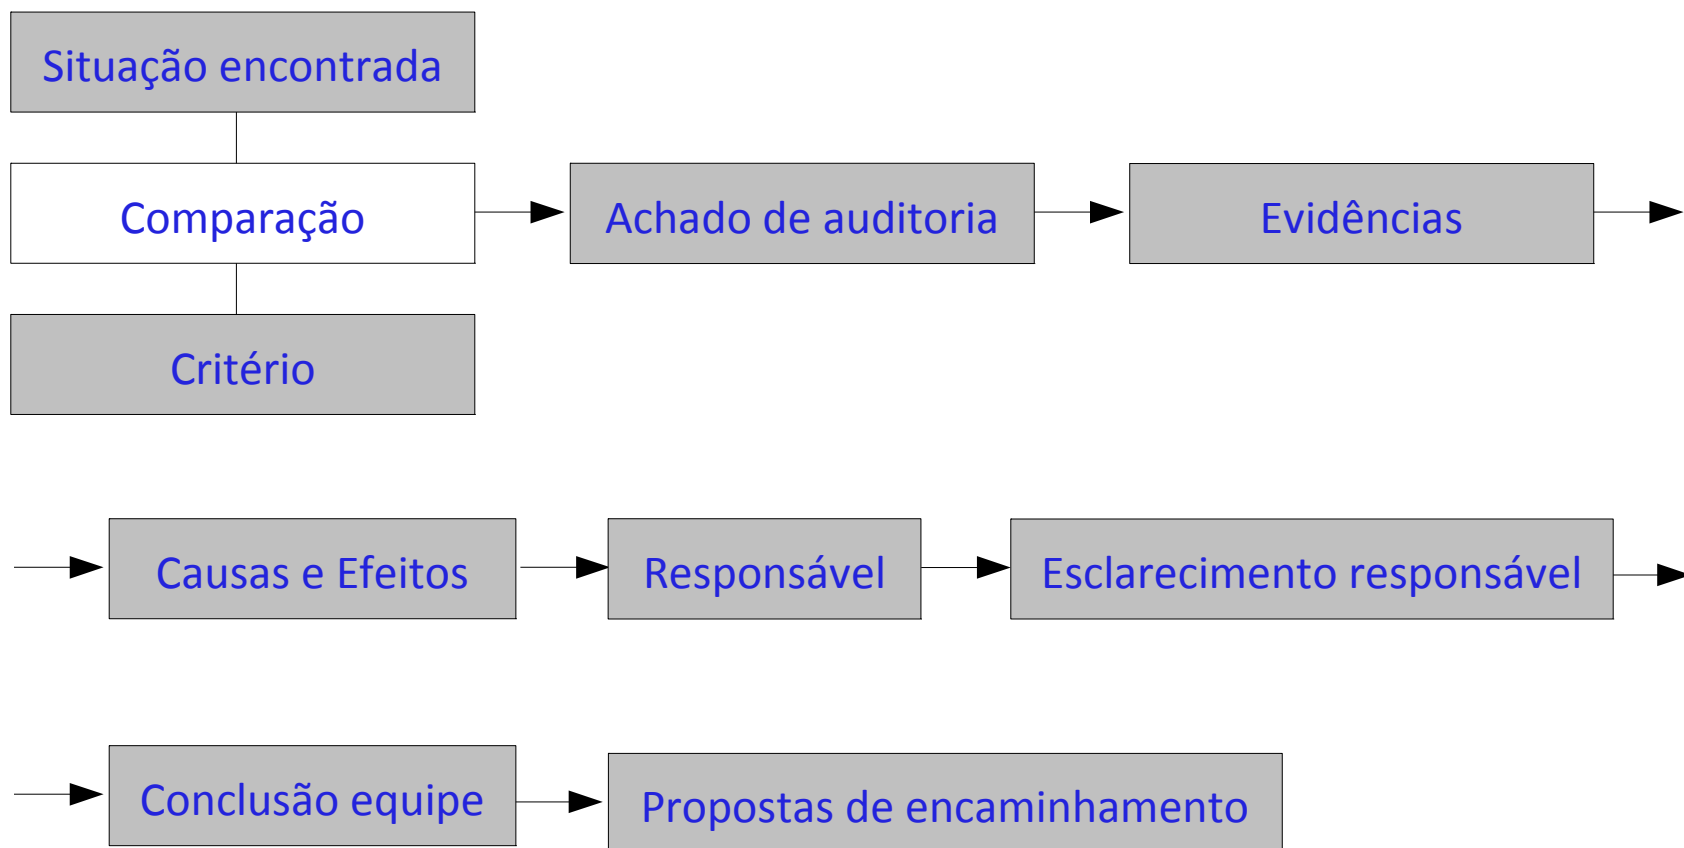 Situação encontrada
Comparação
Achado de auditoria
Evidências
Critério
Causas e Efeitos
Responsável
Esclarecimento responsável
Conclusão equipe
Propostas de encaminhamento